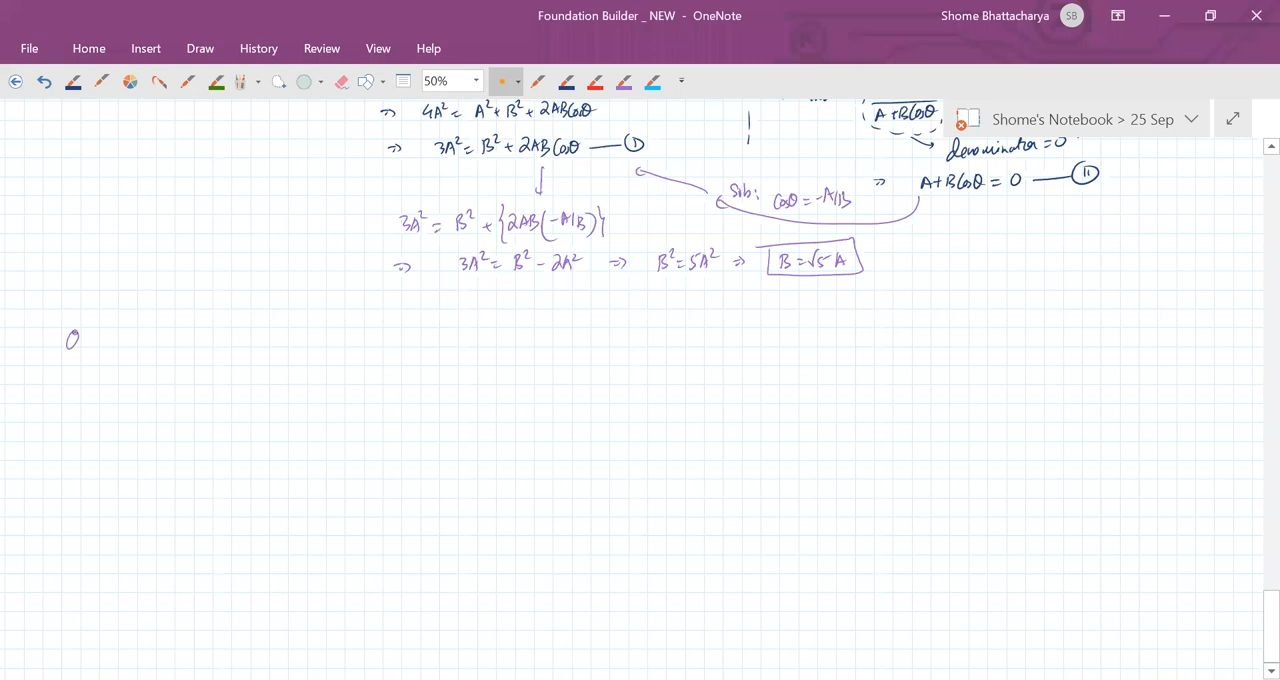 Foundation Builder _ NEW - OneNote
Shome Bhattacharya SB
File Home Insert Draw History Review View Help
50%
Shome's Notebook > 25 Sep
⇒ 4A² = A² + B² + 2ABCosθ
A + BCosθ
⇒ 3A² = B² + 2ABCosθ — I
denominator = 0
⇒ A + BCosθ = 0 — II
Sub: Cosθ = -A/B
3A² = B² + {2AB(-A/B)}
⇒ 3A² = B² - 2A² ⇒ B² = 5A² ⇒ B = √5 A